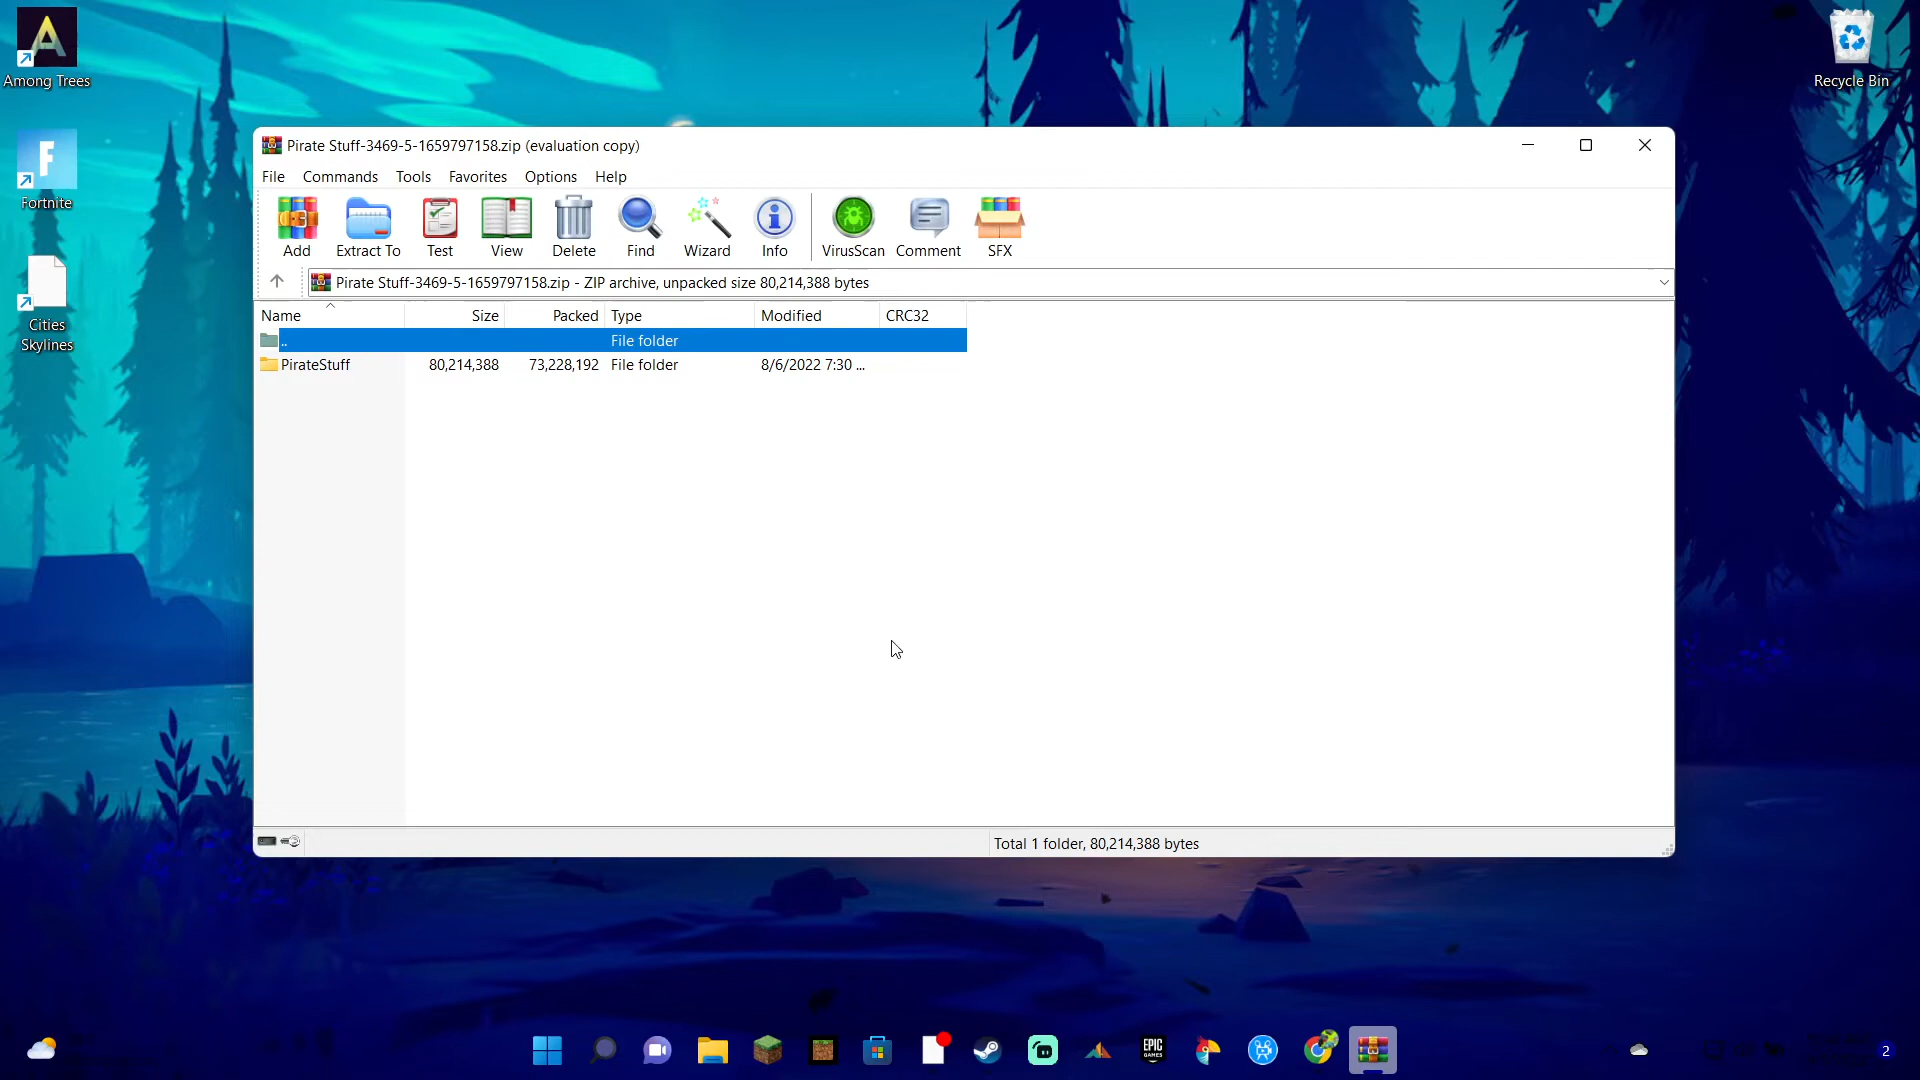 Among Trees
Recycle Bin
Fortnite
Cities
Skylines
Pirate Stuff-3469-5-1659797158.zip (evaluation copy)
File Commands Tools Favorites Options Help
Add Extract To Test View Delete Find Wizard Info VirusScan Comment SFX
Pirate Stuff-3469-5-1659797158.zip - ZIP archive, unpacked size 80,214,388 bytes
Name Size Packed Type Modified CRC32
.. File folder
PirateStuff 80,214,388 73,228,192 File folder 8/6/2022 7:30 ...
Total 1 folder, 80,214,388 bytes
EPIC
GAMES
2